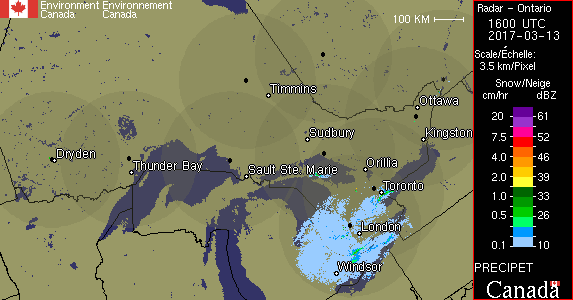 Environment Environnement
Canada Canada
100 KM
Timmins
Ottawa
Sudbury
Kingston
Dryden
Thunder Bay
Sault Ste. Marie
Orillia
Toronto
London
Windsor
Radar - Ontario
1600 UTC
2017-03-13
Scale/Échelle:
3.5 km/Pixel
Snow/Neige
cm/hr dBZ
20 61
7.5 52
4.0 46
2.0 39
1.0 33
0.5 26
0.1 10
PRECIPET
Canada